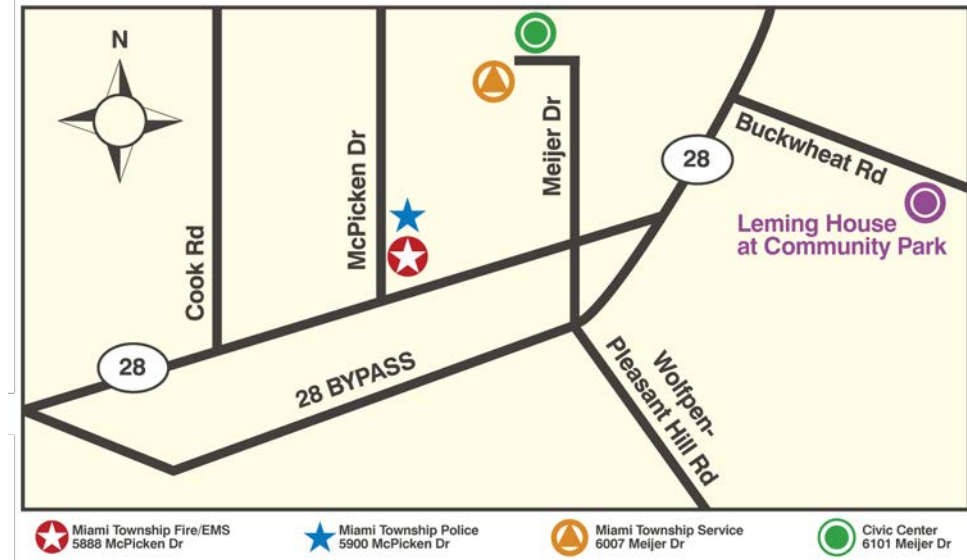 N
Cook Rd
McPicken Dr
Meijer Dr
28
Buckwheat Rd
Leming House
at Community Park
28
28 BYPASS
Wolfpen-
Pleasant Hill Rd
Miami Township Fire/EMS
5888 McPicken Dr
Miami Township Police
5900 McPicken Dr
Miami Township Service
6007 Meijer Dr
Civic Center
6101 Meijer Dr